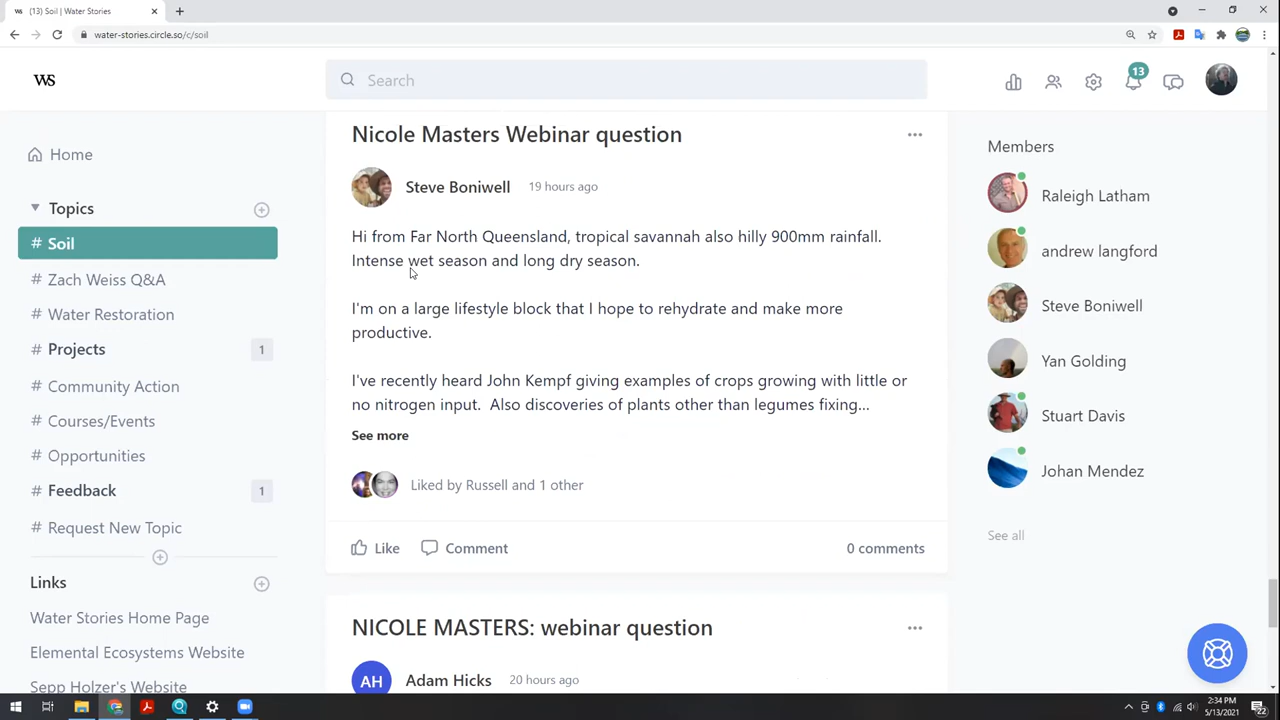 (13) Soil | Water Stories
water-stories.circle.so/c/soil
WS
Search
13
Home
Topics
# Soil
# Zach Weiss Q&A
# Water Restoration
# Projects 1
# Community Action
# Courses/Events
# Opportunities
# Feedback 1
# Request New Topic
Links
Water Stories Home Page
Elemental Ecosystems Website
Sepp Holzer's Website
Nicole Masters Webinar question
Steve Boniwell 19 hours ago
Hi from Far North Queensland, tropical savannah also hilly 900mm rainfall.
Intense wet season and long dry season.
I'm on a large lifestyle block that I hope to rehydrate and make more
productive.
I've recently heard John Kempf giving examples of crops growing with little or
no nitrogen input. Also discoveries of plants other than legumes fixing...
See more
Liked by Russell and 1 other
Like Comment 0 comments
NICOLE MASTERS: webinar question
AH Adam Hicks 20 hours ago
Members
Raleigh Latham
andrew langford
Steve Boniwell
Yan Golding
Stuart Davis
Johan Mendez
See all
2:34 PM
5/13/2021
22